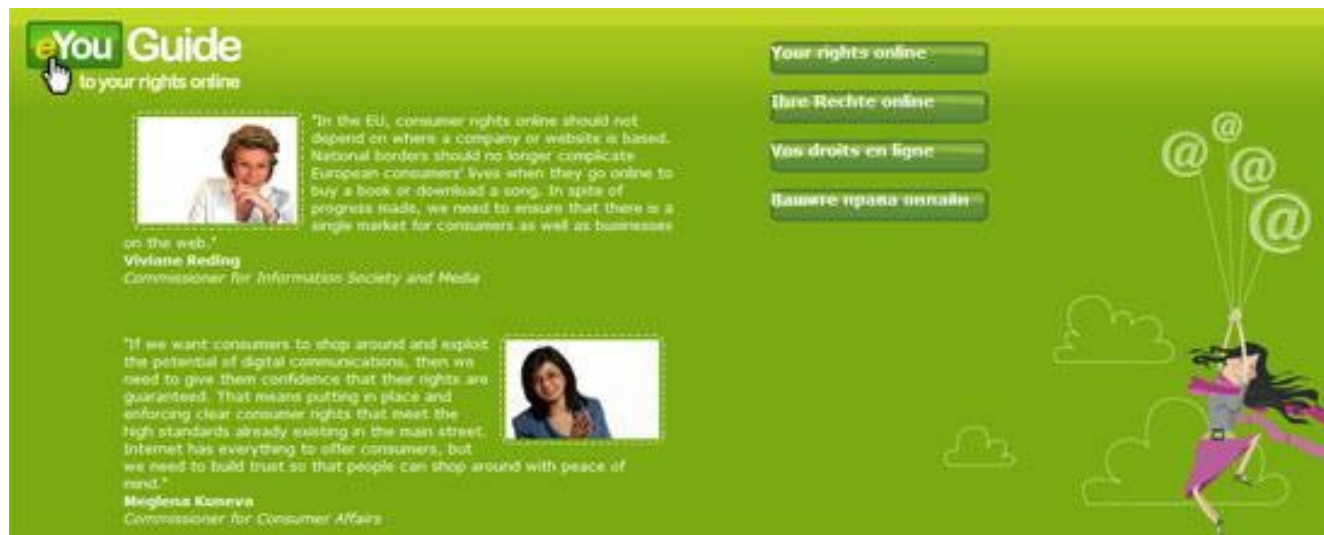 eYou Guide
to your rights online
"In the EU, consumer rights online should not
depend on where a company or website is based.
National borders should no longer complicate
European consumers' lives when they go online to
buy a book or download a song. In spite of
progress made, we need to ensure that there is a
single market for consumers as well as businesses
on the web."
Viviane Reding
Commissioner for Information Society and Media
"If we want consumers to shop around and exploit
the potential of digital communications, then we
need to give them confidence that their rights are
guaranteed. That means putting in place and
enforcing clear consumer rights that meet the
high standards already existing in the main street.
Internet has everything to offer consumers, but
we need to build trust so that people can shop around with peace of
mind."
Meglena Kuneva
Commissioner for Consumer Affairs
Your rights online
Ihre Rechte online
Vos droits en ligne
Вашите права онлайн
@
@
@
@